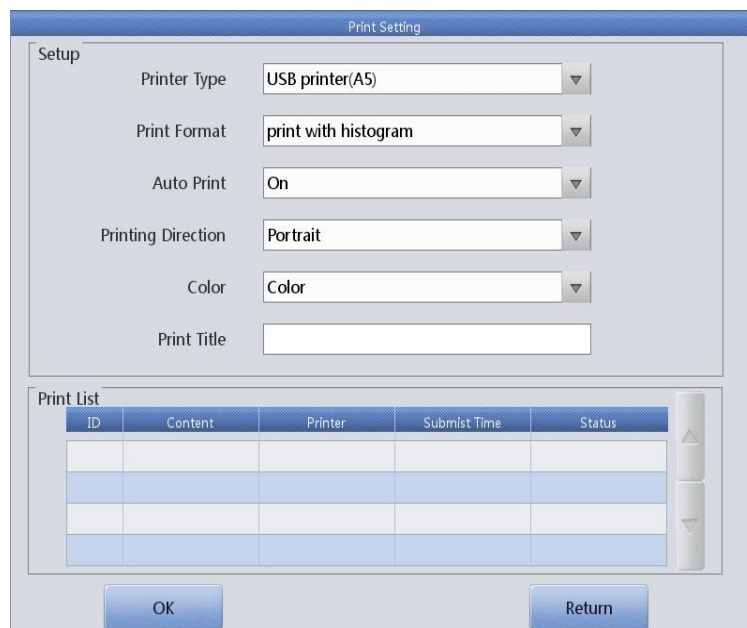 Print Setting
Setup
Printer Type USB printer(A5)
Print Format print with histogram
Auto Print On
Printing Direction Portrait
Color Color
Print Title
Print List
ID Content Printer Submist Time Status
OK Return